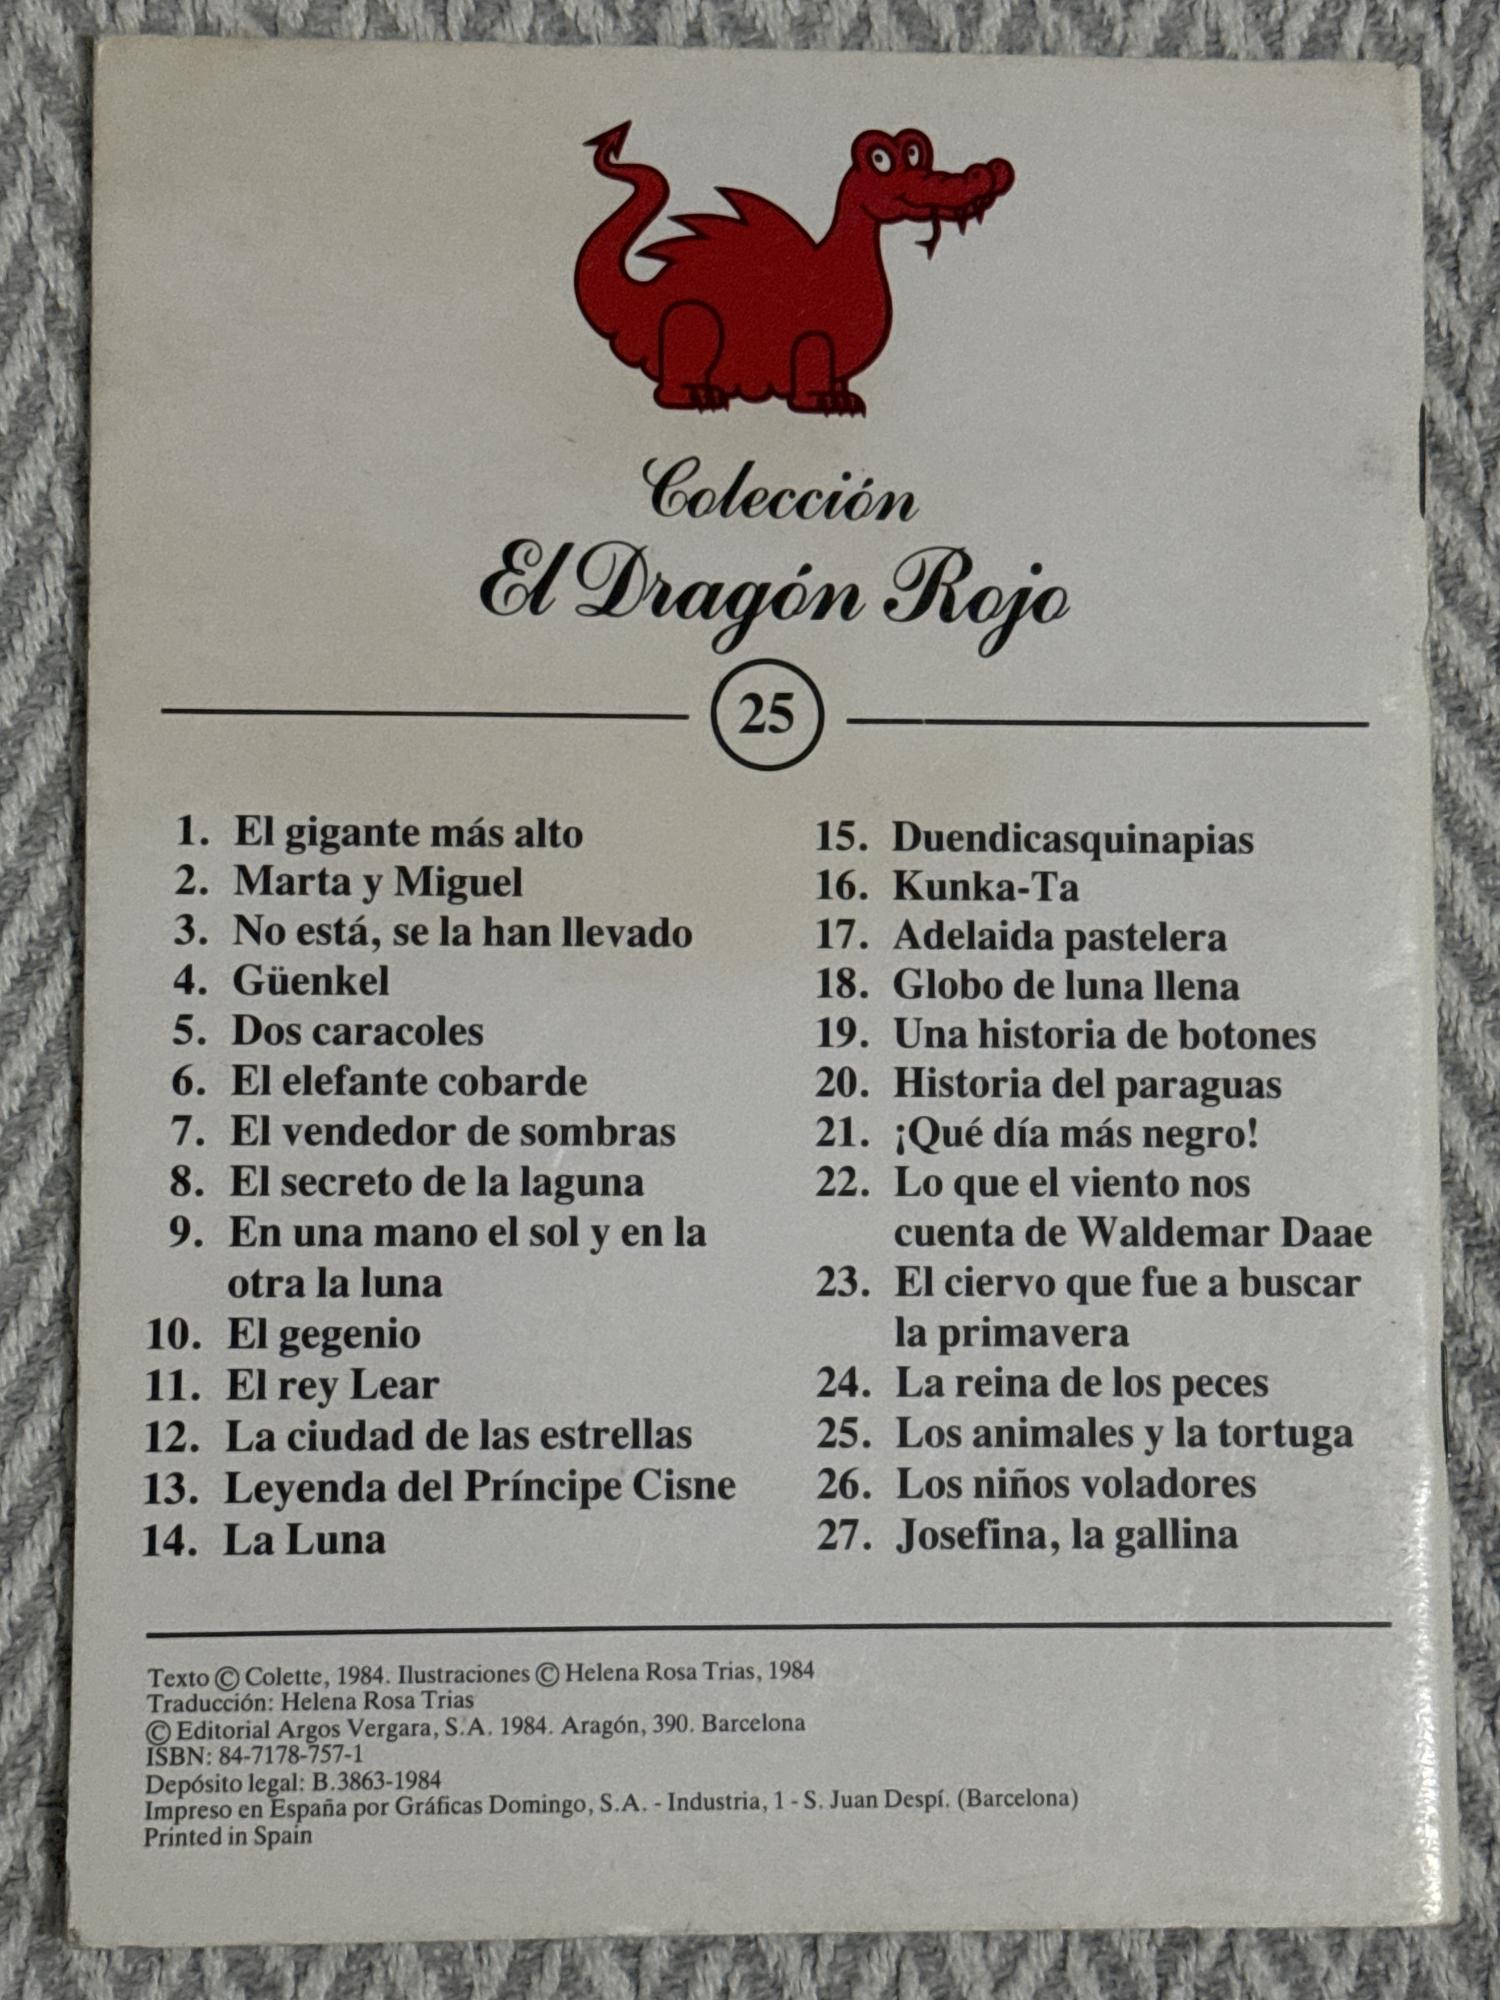 Colección
El Dragón Rojo
25
1. El gigante más alto
2. Marta y Miguel
3. No está, se la han llevado
4. Güenkel
5. Dos caracoles
6. El elefante cobarde
7. El vendedor de sombras
8. El secreto de la laguna
9. En una mano el sol y en la
otra la luna
10. El gegenio
11. El rey Lear
12. La ciudad de las estrellas
13. Leyenda del Príncipe Cisne
14. La Luna
15. Duendicasquinapias
16. Kunka-Ta
17. Adelaida pastelera
18. Globo de luna llena
19. Una historia de botones
20. Historia del paraguas
21. ¡Qué día más negro!
22. Lo que el viento nos
cuenta de Waldemar Daae
23. El ciervo que fue a buscar
la primavera
24. La reina de los peces
25. Los animales y la tortuga
26. Los niños voladores
27. Josefina, la gallina
Texto © Colette, 1984. Ilustraciones © Helena Rosa Trias, 1984
Traducción: Helena Rosa Trias
© Editorial Argos Vergara, S.A. 1984. Aragón, 390. Barcelona
ISBN: 84-7178-757-1
Depósito legal: B.3863-1984
Impreso en España por Gráficas Domingo, S.A. - Industria, 1 - S. Juan Despí. (Barcelona)
Printed in Spain